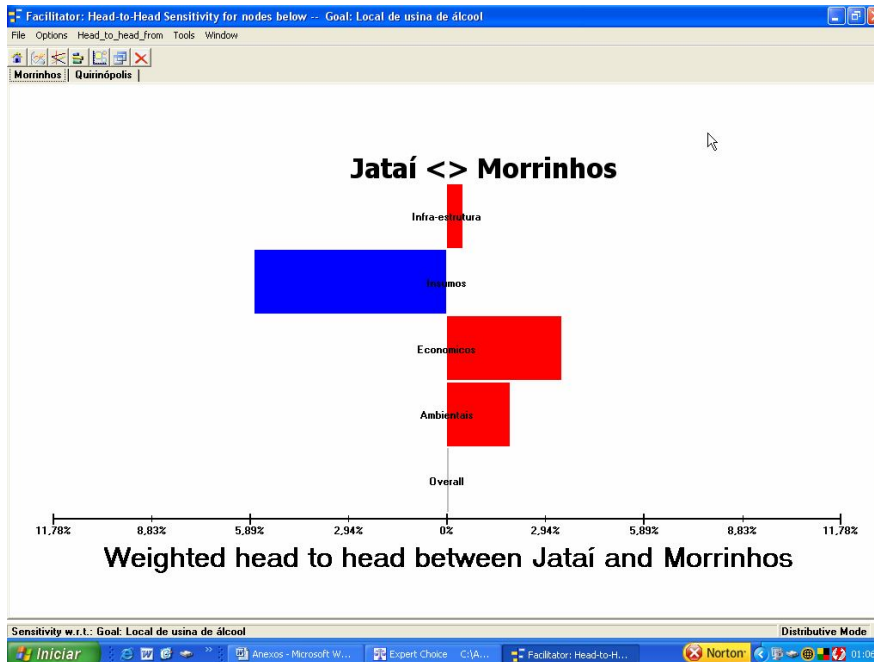 Facilitator: Head-to-Head Sensitivity for nodes below -- Goal: Local de usina de álcool
File Options Head_to_head_from Tools Window
Morrinhos Quirinópolis
Jataí <> Morrinhos
Infra-estrutura
Insumos
Economicos
Ambientais
Overall
11,78% 8,83% 5,89% 2,94% 0% 2,94% 5,89% 8,83% 11,78%
Weighted head to head between Jataí and Morrinhos
Sensitivity w.r.t.: Goal: Local de usina de álcool Distributive Mode
Iniciar Anexos - Microsoft W... Expert Choice C:\A... Facilitator: Head-to-H... Norton 01:06